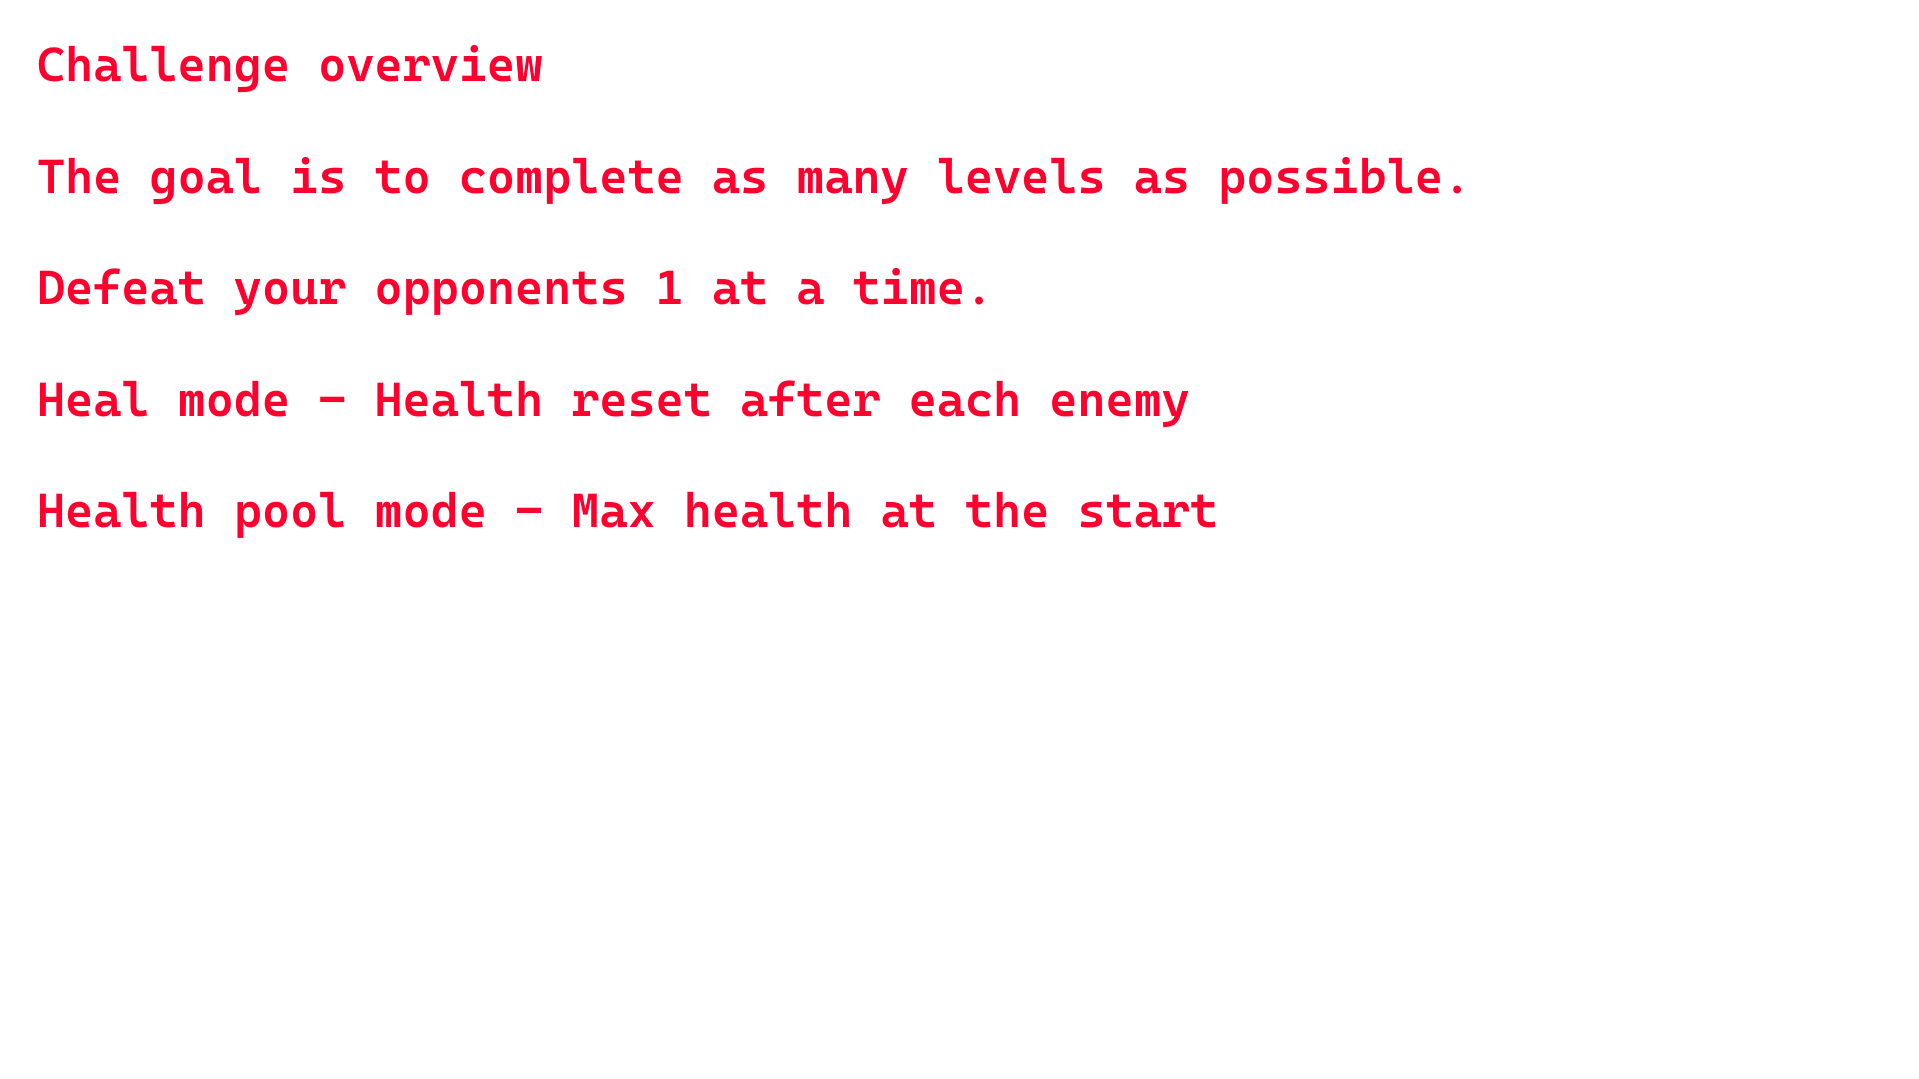 Challenge overview
The goal is to complete as many levels as possible.
Defeat your opponents 1 at a time.
Heal mode – Health reset after each enemy
Health pool mode – Max health at the start